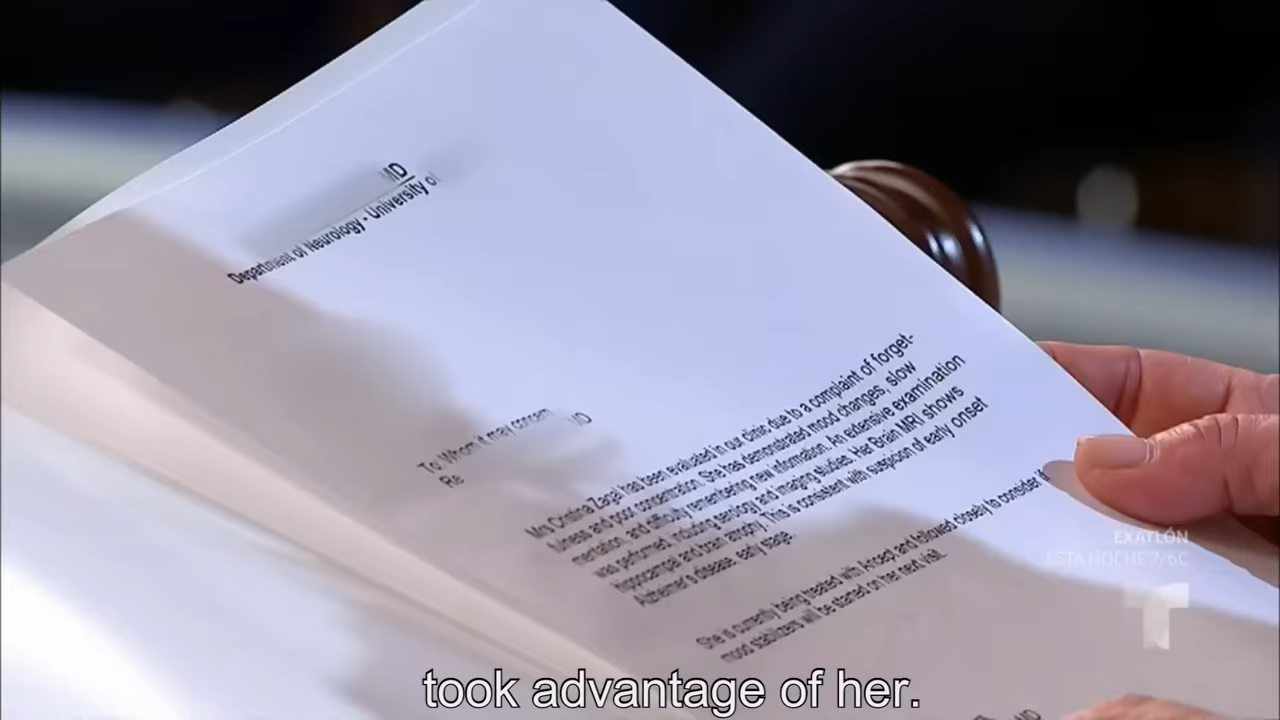 MD
Department of Neurology • University of
To: Whom it may concern
MD
Re
Mrs Cristina Zagal has been evaluated in our clinic due to a complaint of forget-
fulness and poor concentration. She has demonstrated mood changes, slow
mentation, and difficulty remembering new information. An extensive examination
was performed, including serology and imaging studies. Her Brain MRI shows
hippocampal and brain atrophy. This is consistent with suspicion of early onset
Alzheimer's disease, early stage.
She is currently being treated with Aricept and followed closely to consider if
mood stabilizers will be started on her next visit.
MD
EXATLÓN
ESTA NOCHE 7/6C
T
took advantage of her.